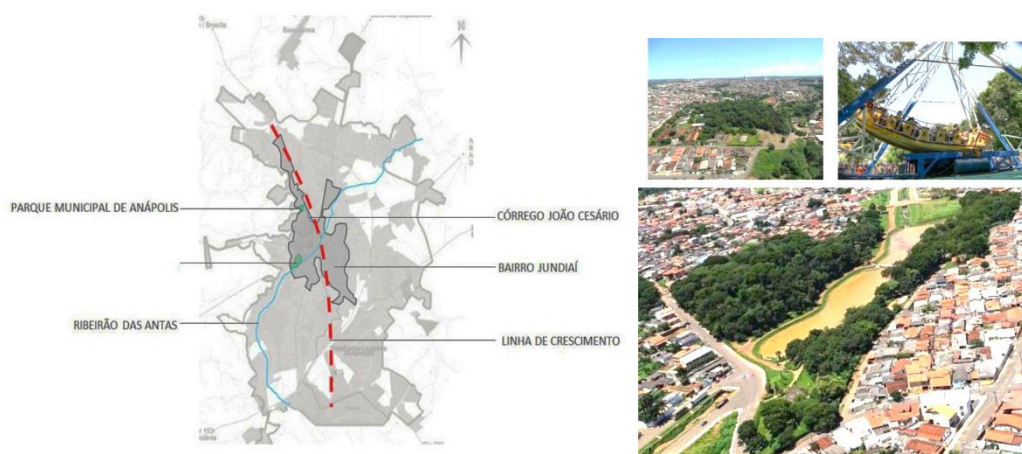 N
PARQUE MUNICIPAL DE ANÁPOLIS
CÓRREGO JOÃO CESÁRIO
BAIRRO JUNDIAÍ
RIBEIRÃO DAS ANTAS
LINHA DE CRESCIMENTO